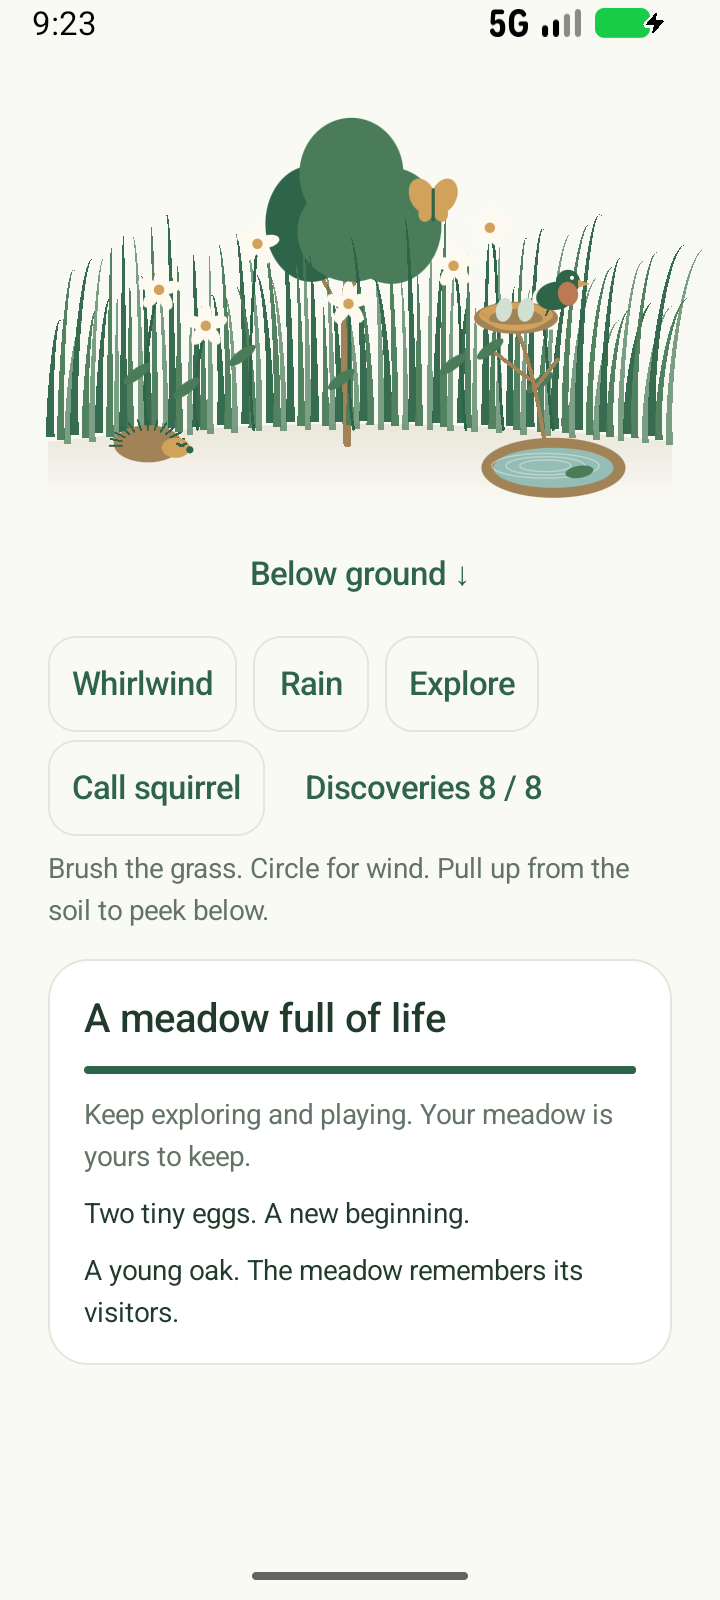 9:23
5G
Below ground ↓
Whirlwind
Rain
Explore
Call squirrel
Discoveries 8 / 8
Brush the grass. Circle for wind. Pull up from the
soil to peek below.
A meadow full of life
Keep exploring and playing. Your meadow is
yours to keep.
Two tiny eggs. A new beginning.
A young oak. The meadow remembers its
visitors.